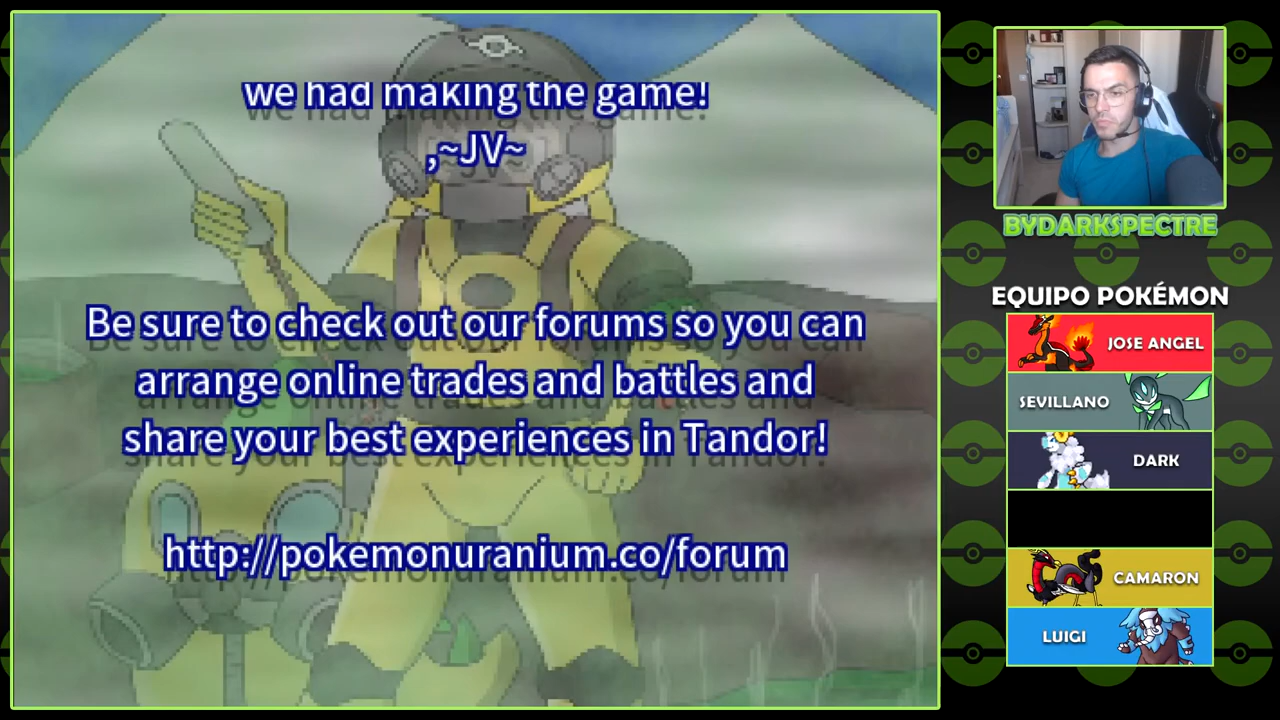 we had making the game!
,~JV~
Be sure to check out our forums so you can
arrange online trades and battles and
share your best experiences in Tandor!
http://pokemonuranium.co/forum
BYDARKSPECTRE
EQUIPO POKÉMON
JOSE ANGEL
SEVILLANO
DARK
CAMARON
LUIGI